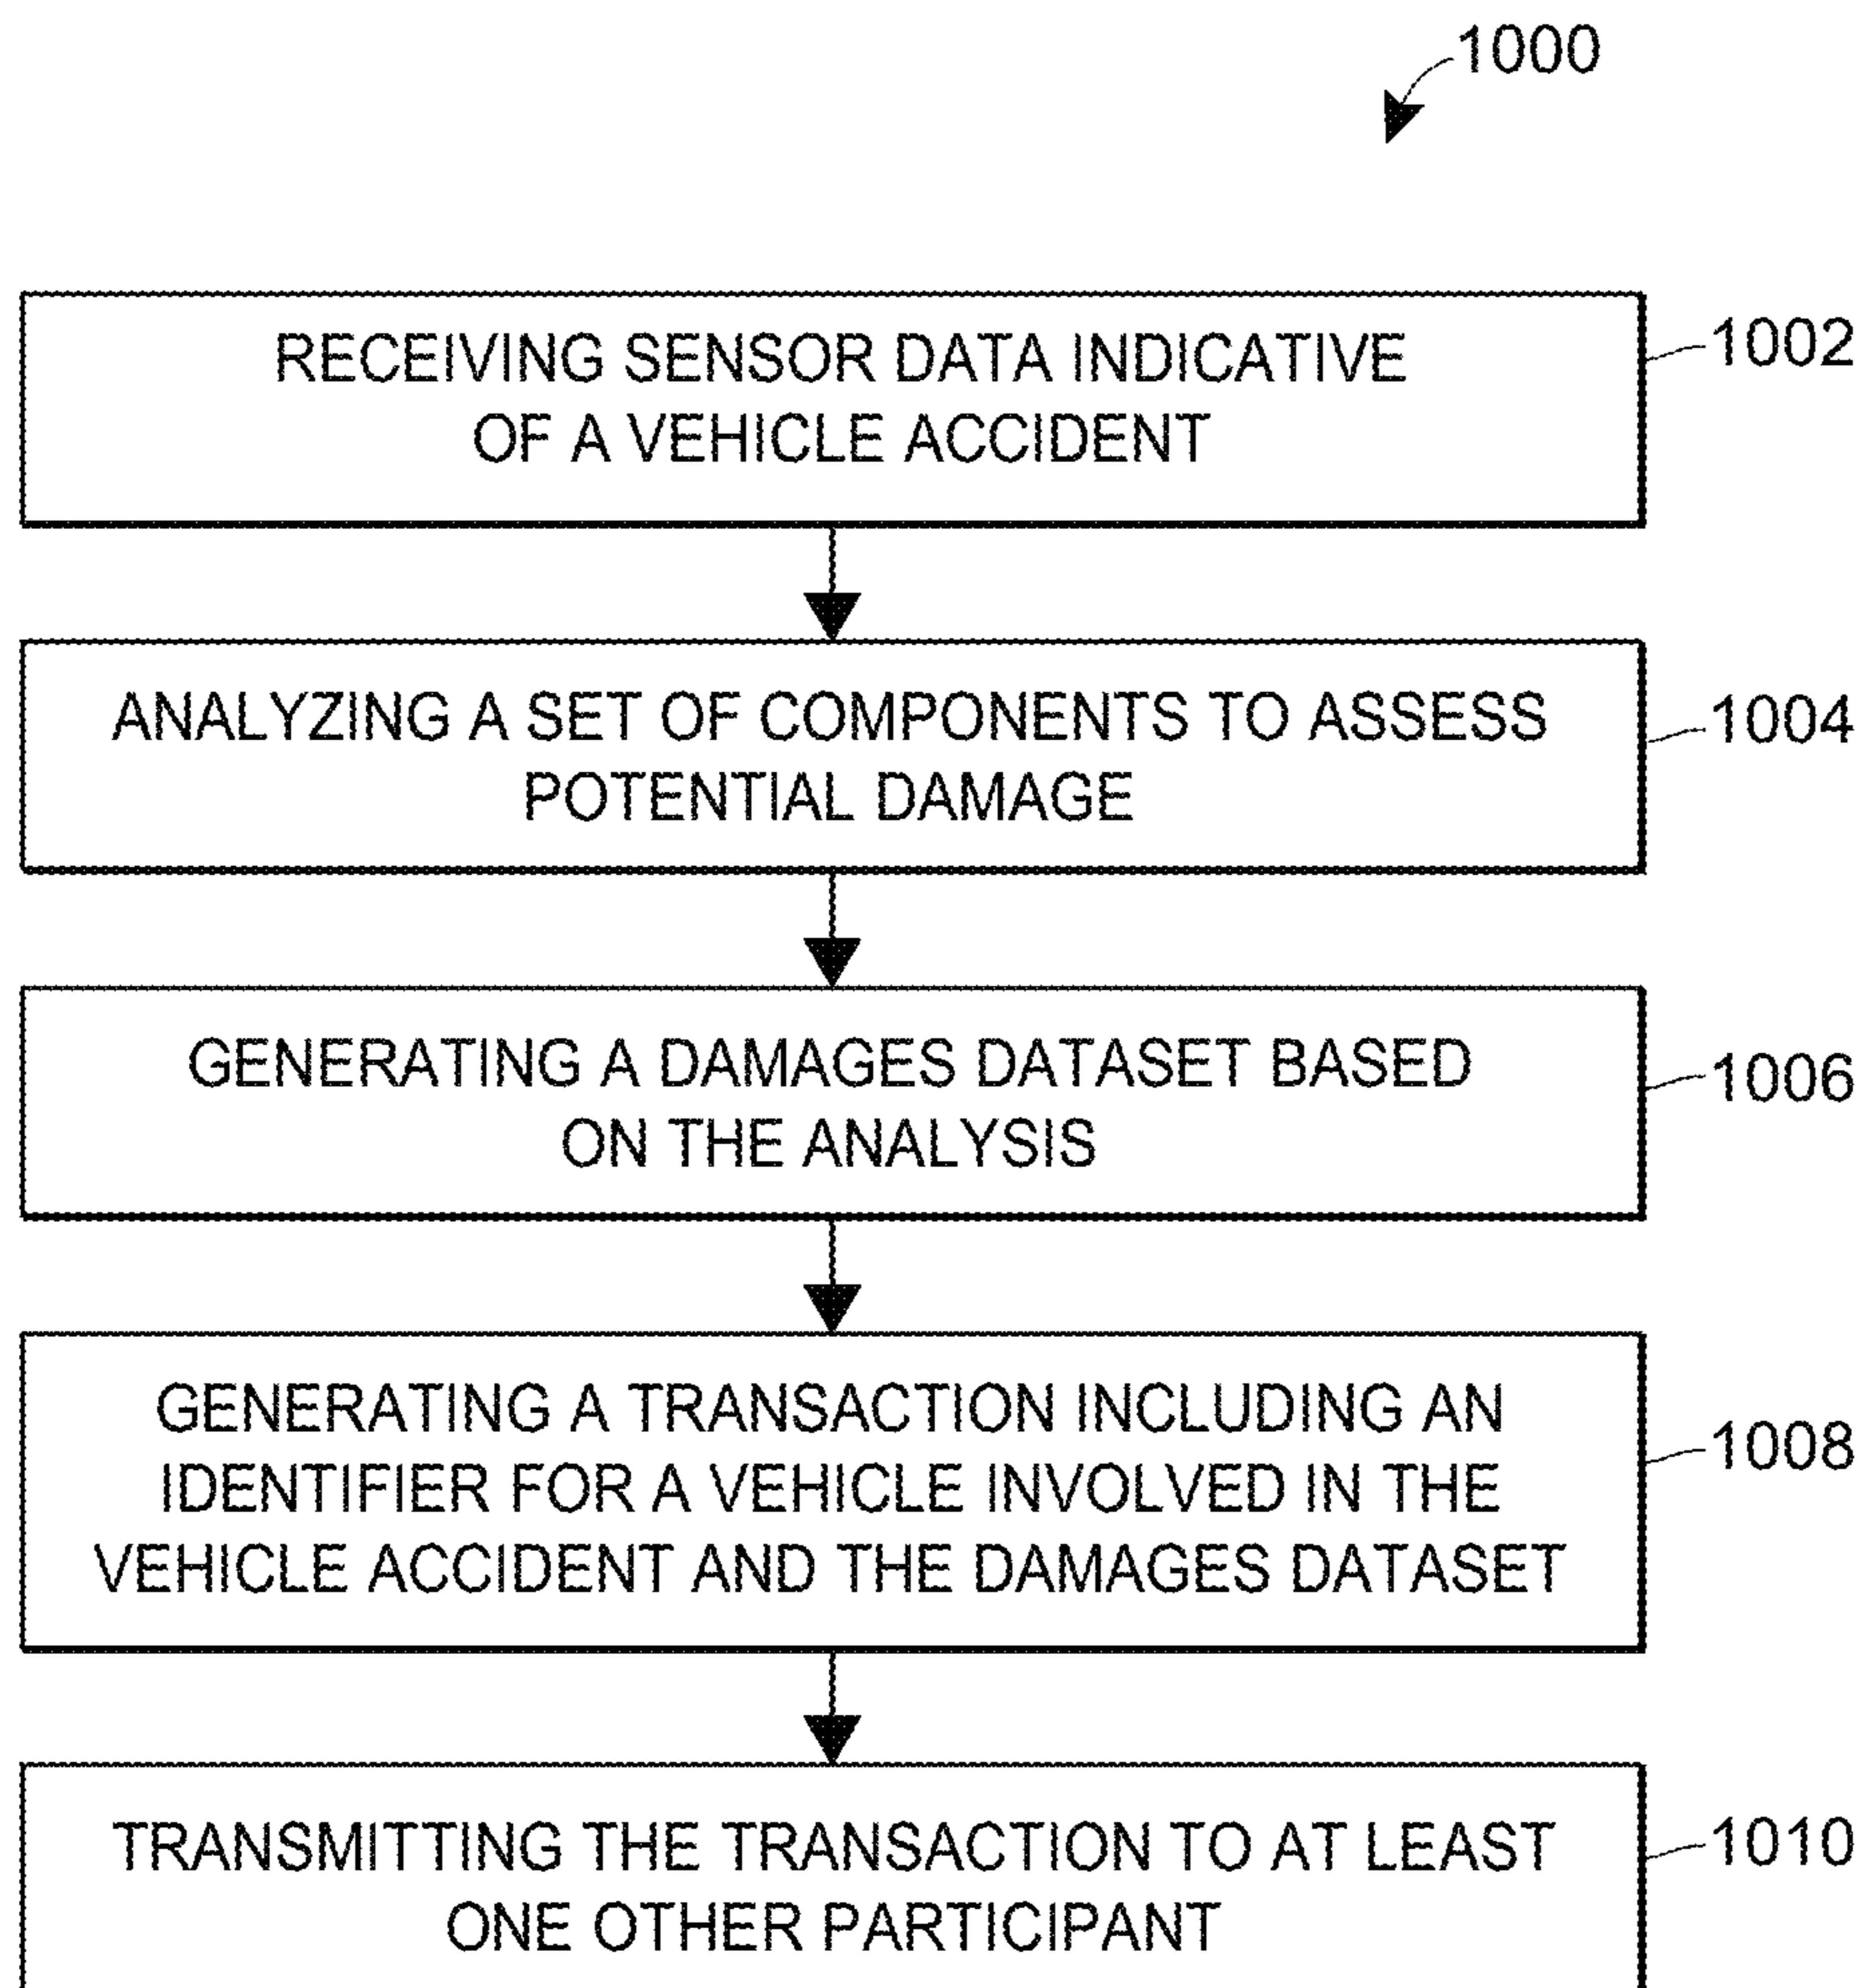 1000
RECEIVING SENSOR DATA INDICATIVE
OF A VEHICLE ACCIDENT
1002
ANALYZING A SET OF COMPONENTS TO ASSESS
POTENTIAL DAMAGE
1004
GENERATING A DAMAGES DATASET BASED
ON THE ANALYSIS
1006
GENERATING A TRANSACTION INCLUDING AN
IDENTIFIER FOR A VEHICLE INVOLVED IN THE
VEHICLE ACCIDENT AND THE DAMAGES DATASET
1008
TRANSMITTING THE TRANSACTION TO AT LEAST
ONE OTHER PARTICIPANT
1010